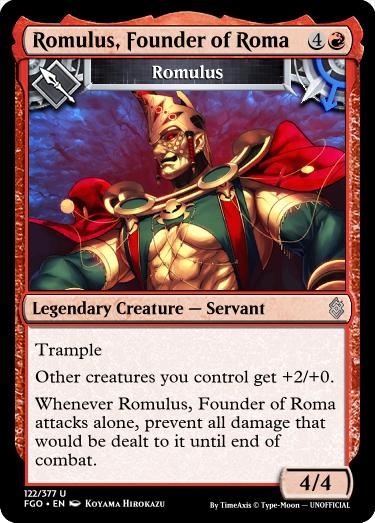 Romulus, Founder of Roma 4
Romulus
Legendary Creature — Servant
Trample
Other creatures you control get +2/+0.
Whenever Romulus, Founder of Roma
attacks alone, prevent all damage that
would be dealt to it until end of
combat.
4/4
122/377 U
FGO • EN Koyama Hirokazu
By TimeAxis © Type-Moon — UNOFFICIAL